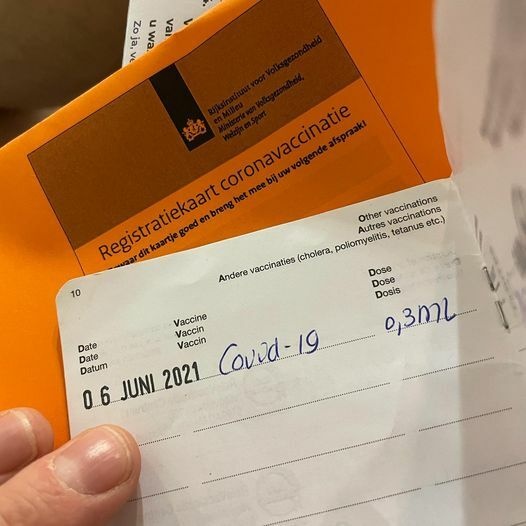 Zo ja, v
u wa
Rijksinstituut voor Volksgezondheid
en Milieu
Ministerie van Volksgezondheid,
Welzijn en Sport
Registratiekaart coronavaccinatie
waar dit kaartje goed en breng het mee bij uw volgende afspraak!
Other vaccinations
Autres vaccinations
Andere vaccinaties (cholera, poliomyelitis, tetanus etc.)
10
Date
Date
Datum
Vaccine
Vaccin
Vaccin
Dose
Dose
Dosis
06 JUNI 2021 Covid-19 0,3ML